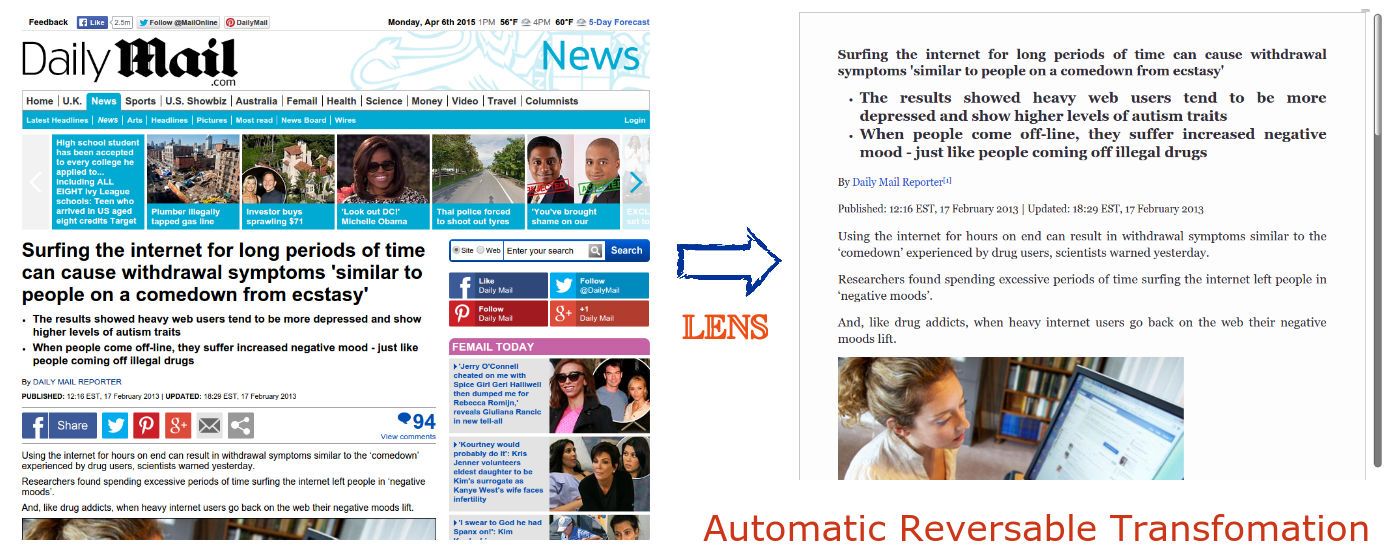 Feedback Like 2.5m Follow @MailOnline DailyMail
Monday, Apr 6th 2015 1PM 56°F 4PM 60°F 5-Day Forecast
Daily Mail
.com
News
Home U.K. News Sports U.S. Showbiz Australia Femail Health Science Money Video Travel Columnists
Latest Headlines News Arts Headlines Pictures Most read News Board Wires Login
High school student
has been accepted
to every college he
applied to...
including ALL
EIGHT Ivy League
schools: Teen who
arrived in US aged
eight credits Target
Plumber illegally
tapped gas line
Investor buys
sprawling $71
'Look out DC!'
Michelle Obama
Thai police forced
to shoot out tyres
REJECTED
ACCEPTED
'You've brought
shame on our
EXCL
set to
Surfing the internet for long periods of time
can cause withdrawal symptoms 'similar to
people on a comedown from ecstasy'
• The results showed heavy web users tend to be more depressed and show
higher levels of autism traits
• When people come off-line, they suffer increased negative mood - just like
people coming off illegal drugs
By DAILY MAIL REPORTER
PUBLISHED: 12:16 EST, 17 February 2013 | UPDATED: 18:29 EST, 17 February 2013
Share
94
View comments
Using the internet for hours on end can result in withdrawal symptoms similar to the ‘comedown’
experienced by drug users, scientists warned yesterday.
Researchers found spending excessive periods of time surfing the internet left people in ‘negative
moods’.
And, like drug addicts, when heavy internet users go back on the web their negative moods lift.
Site Web Enter your search Search
Like
Daily Mail
Follow
@DailyMail
Follow
Daily Mail
+1
Daily Mail
FEMAIL TODAY
'Jerry O'Connell
cheated on me with
Spice Girl Geri Halliwell
then dumped me for
Rebecca Romijn,'
reveals Giuliana Rancic
in new tell-all
'Kourtney would
probably do it': Kris
Jenner volunteers
eldest daughter to be
Kim's surrogate as
Kanye West's wife faces
infertility
'I swear to God he had
Spanx on!': Kim
LENS
Surfing the internet for long periods of time can cause withdrawal
symptoms 'similar to people on a comedown from ecstasy'
• The results showed heavy web users tend to be more
depressed and show higher levels of autism traits
• When people come off-line, they suffer increased negative
mood - just like people coming off illegal drugs
By Daily Mail Reporter[1]
Published: 12:16 EST, 17 February 2013 | Updated: 18:29 EST, 17 February 2013
Using the internet for hours on end can result in withdrawal symptoms similar to the
‘comedown’ experienced by drug users, scientists warned yesterday.
Researchers found spending excessive periods of time surfing the internet left people in
‘negative moods’.
And, like drug addicts, when heavy internet users go back on the web their negative
moods lift.
Automatic Reversable Transfomation